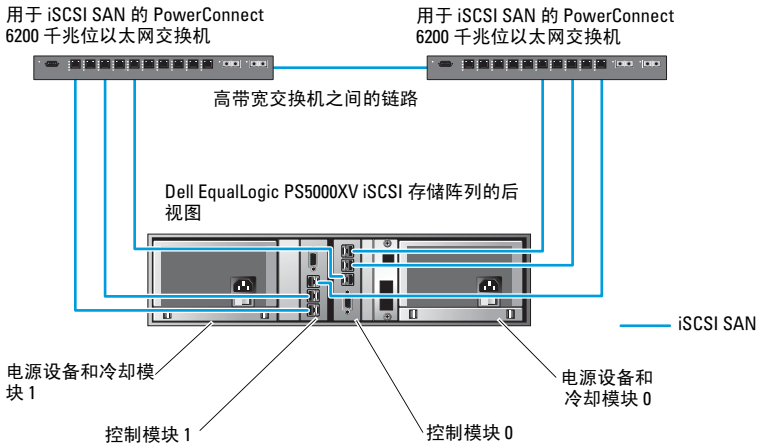 用于 iSCSI SAN 的 PowerConnect
6200 千兆位以太网交换机
用于 iSCSI SAN 的 PowerConnect
6200 千兆位以太网交换机
高带宽交换机之间的链路
Dell EqualLogic PS5000XV iSCSI 存储阵列的后
视图
iSCSI SAN
电源设备和冷却模
块 1
电源设备和
冷却模块 0
控制模块 1
控制模块 0